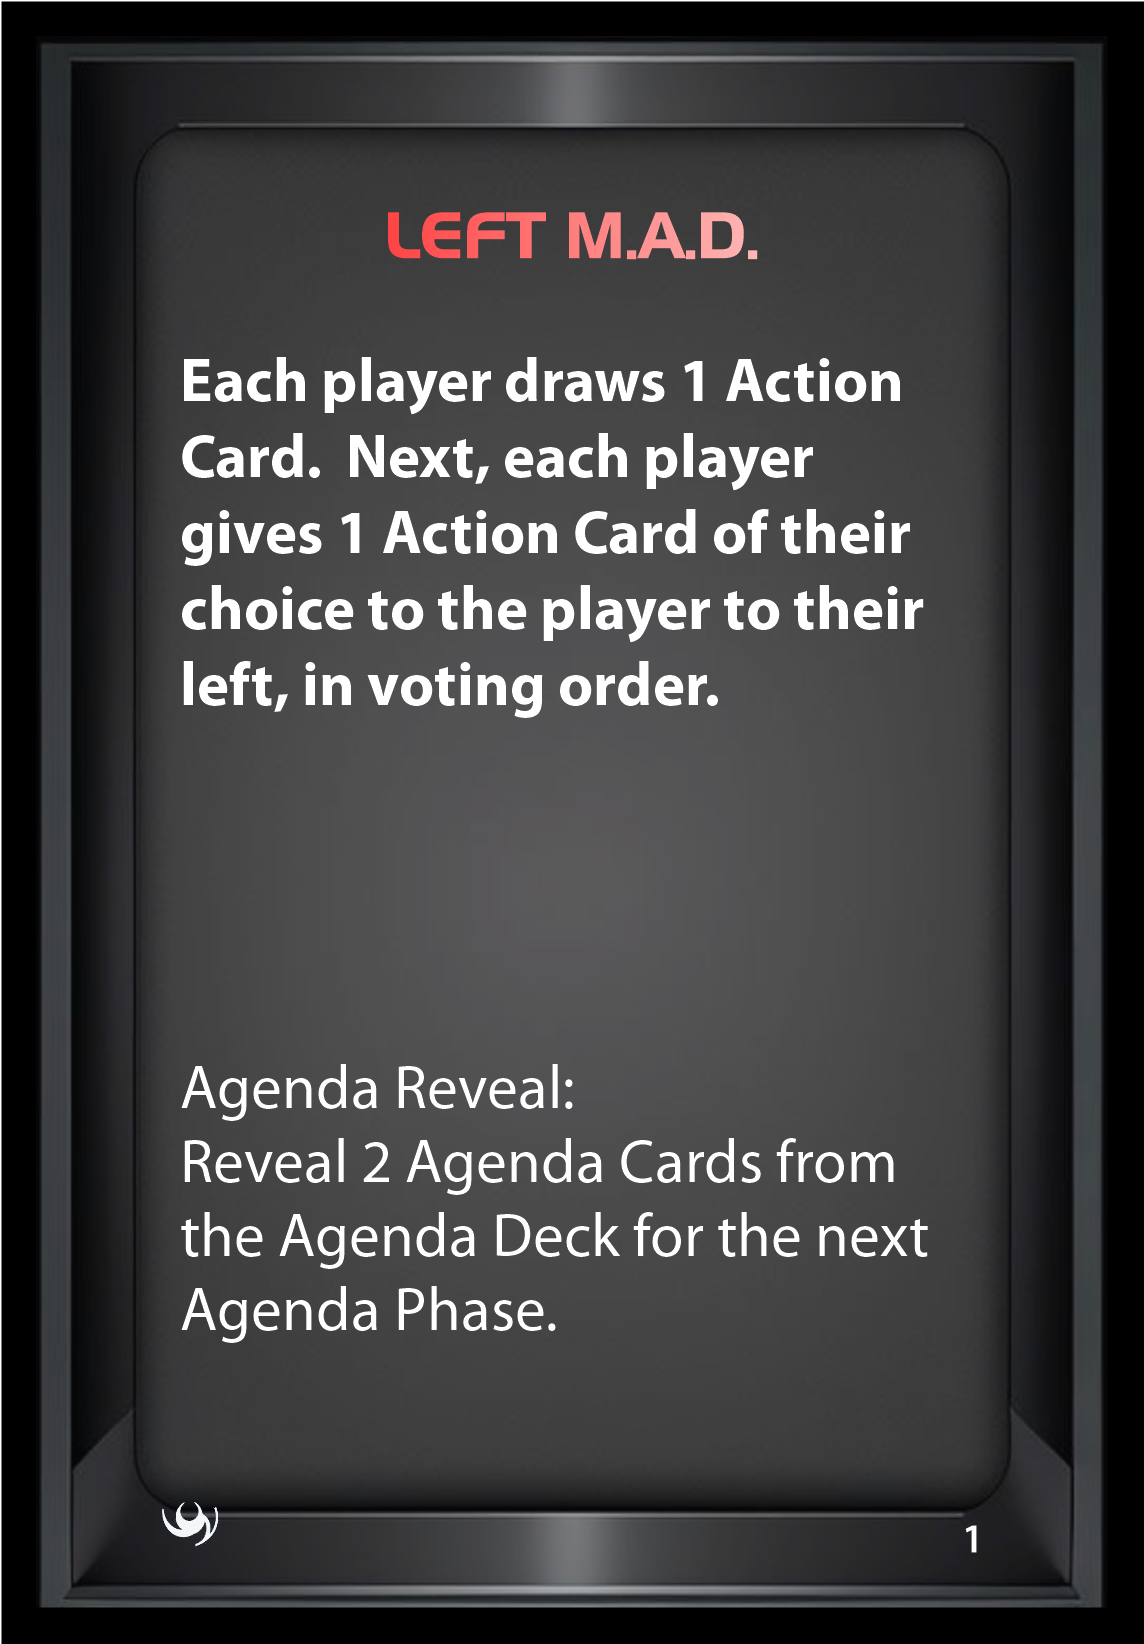 LEFT M.A.D.
Each player draws 1 Action
Card.  Next, each player
gives 1 Action Card of their
choice to the player to their
left, in voting order.
Agenda Reveal:
Reveal 2 Agenda Cards from
the Agenda Deck for the next
Agenda Phase.
1